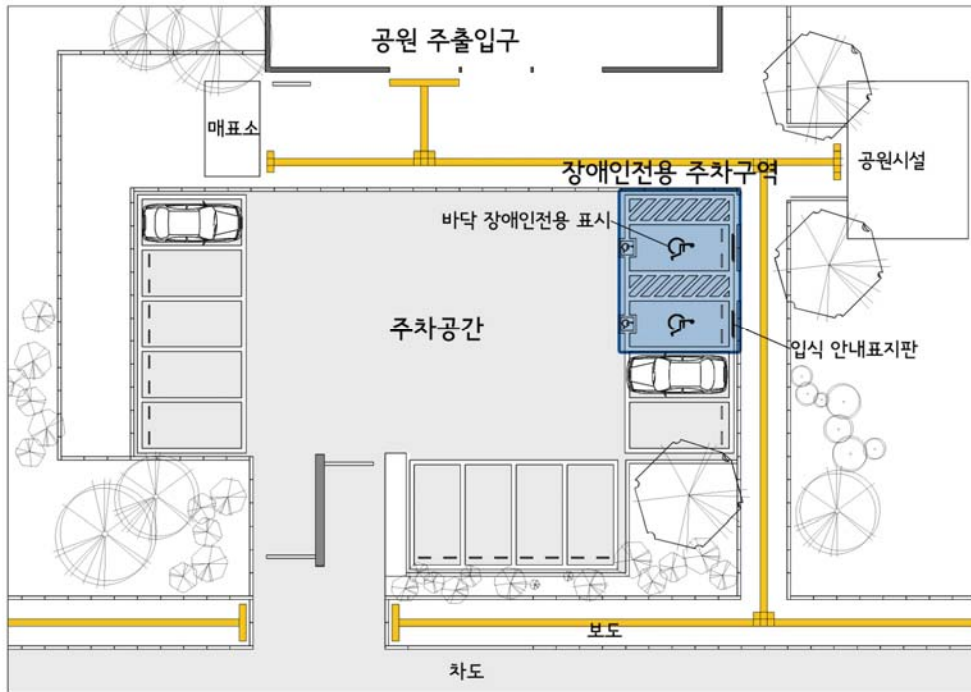 공원 주출입구
매표소
공원시설
장애인전용 주차구역
바닥 장애인전용 표시
주차공간
입식 안내표지판
보도
차도